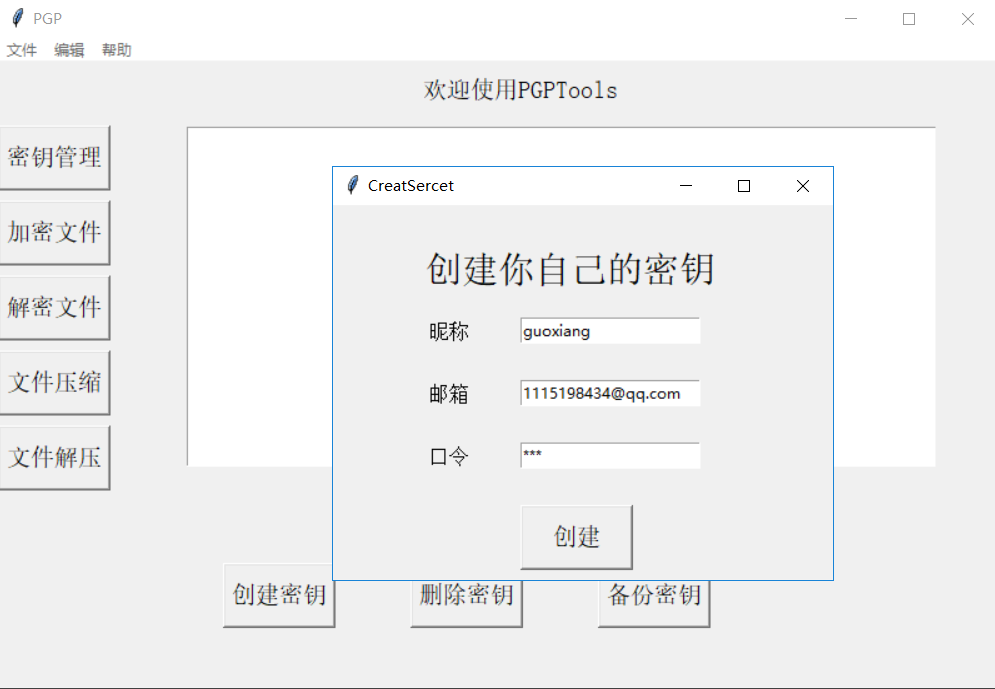 PGP
文件 编辑 帮助
欢迎使用PGPTools
密钥管理
加密文件
解密文件
文件压缩
文件解压
CreatSercet
创建你自己的密钥
昵称 guoxiang
邮箱 1115198434@qq.com
口令 ***
创建
创建密钥 删除密钥 备份密钥